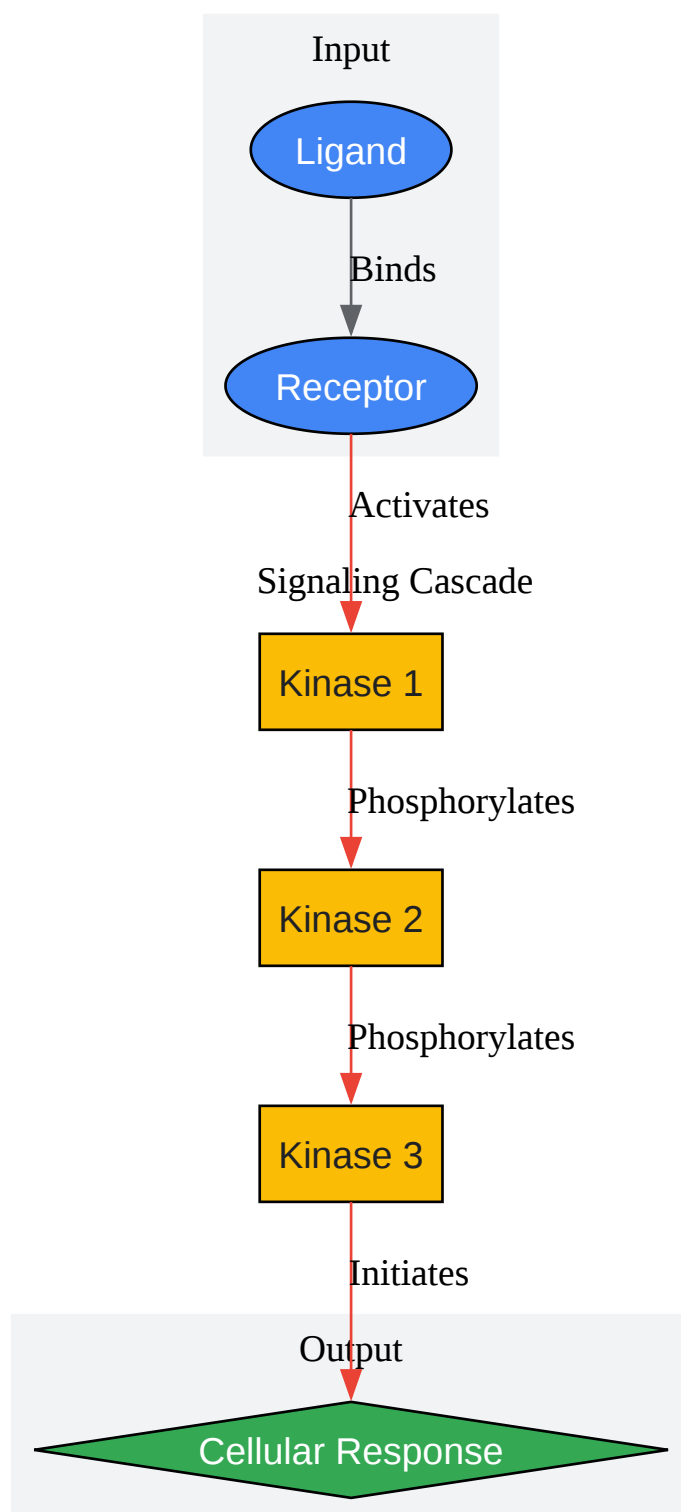 Input
Ligand
Binds
Receptor
Activates
Signaling Cascade
Kinase 1
Phosphorylates
Kinase 2
Phosphorylates
Kinase 3
Initiates
Output
Cellular Response